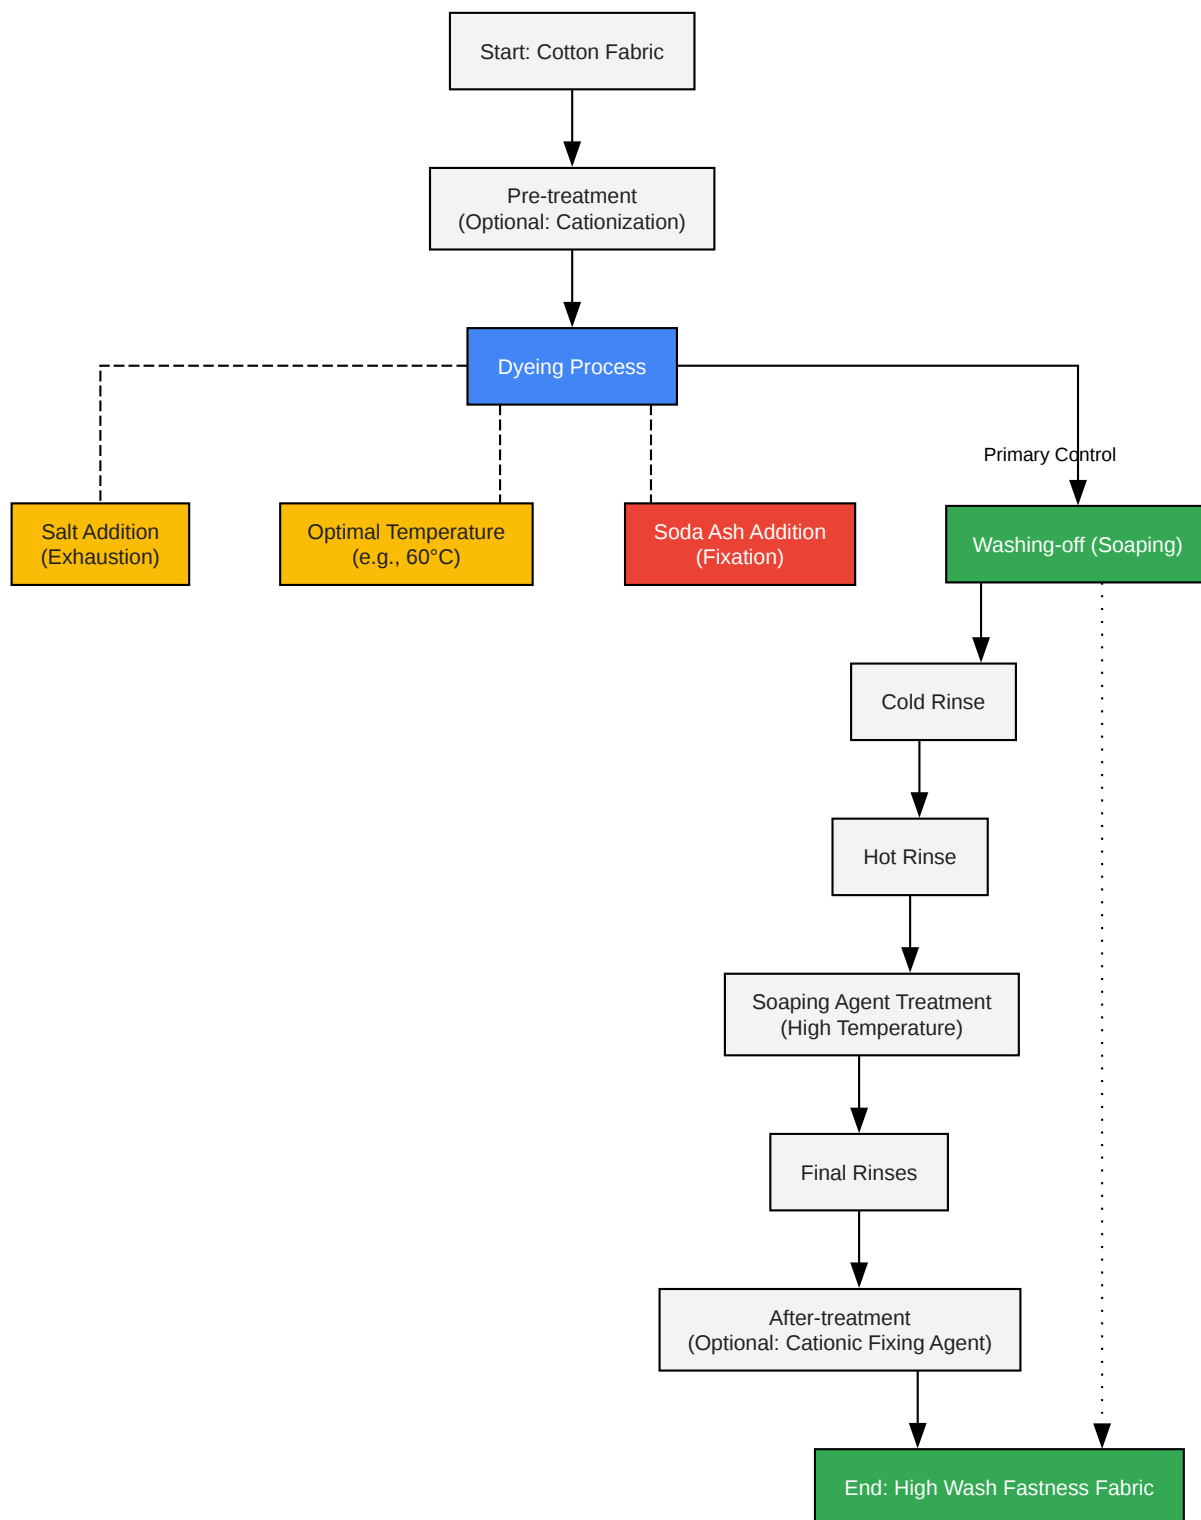 Start: Cotton Fabric
Pre-treatment
(Optional: Cationization)
Dyeing Process
Primary Control
Salt Addition
(Exhaustion)
Optimal Temperature
(e.g., 60°C)
Soda Ash Addition
(Fixation)
Washing-off (Soaping)
Cold Rinse
Hot Rinse
Soaping Agent Treatment
(High Temperature)
Final Rinses
After-treatment
(Optional: Cationic Fixing Agent)
End: High Wash Fastness Fabric